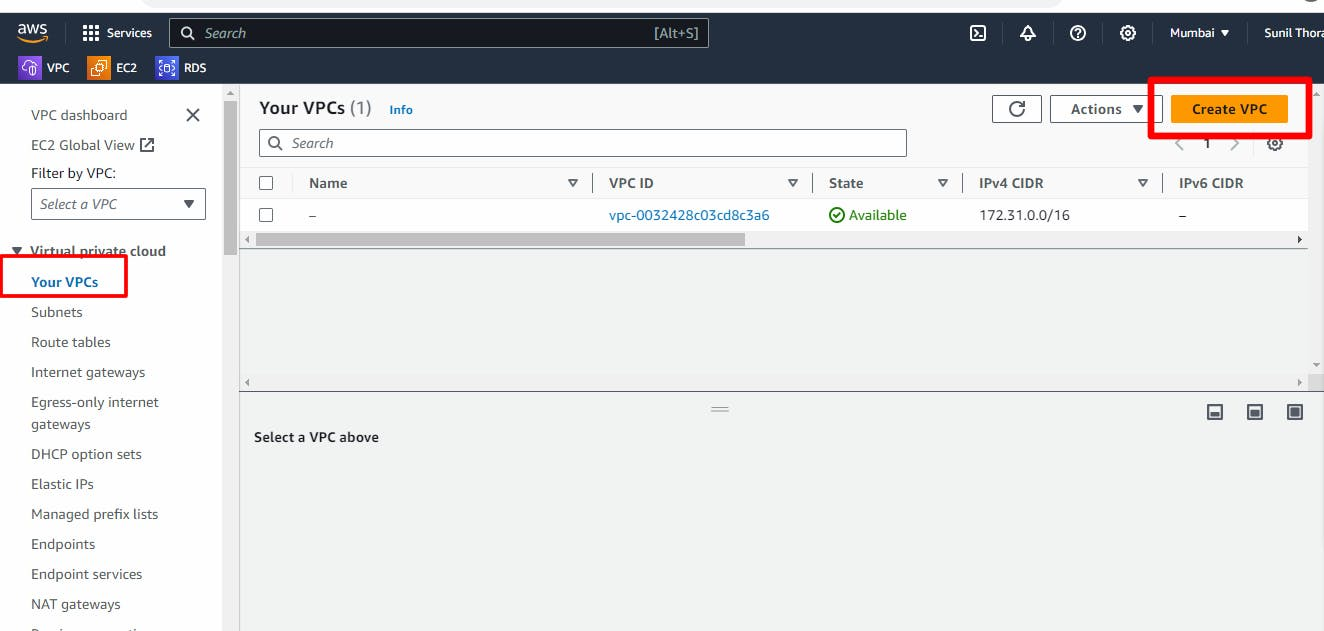 aws Services Search [Alt+S] Mumbai Sunil Thora
VPC EC2 RDS
VPC dashboard
EC2 Global View
Filter by VPC:
Select a VPC
Virtual private cloud
Your VPCs
Subnets
Route tables
Internet gateways
Egress-only internet
gateways
DHCP option sets
Elastic IPs
Managed prefix lists
Endpoints
Endpoint services
NAT gateways
Your VPCs (1) Info Actions Create VPC
Search 1
Name VPC ID State IPv4 CIDR IPv6 CIDR
– vpc-0032428c03cd8c3a6 Available 172.31.0.0/16 –
Select a VPC above